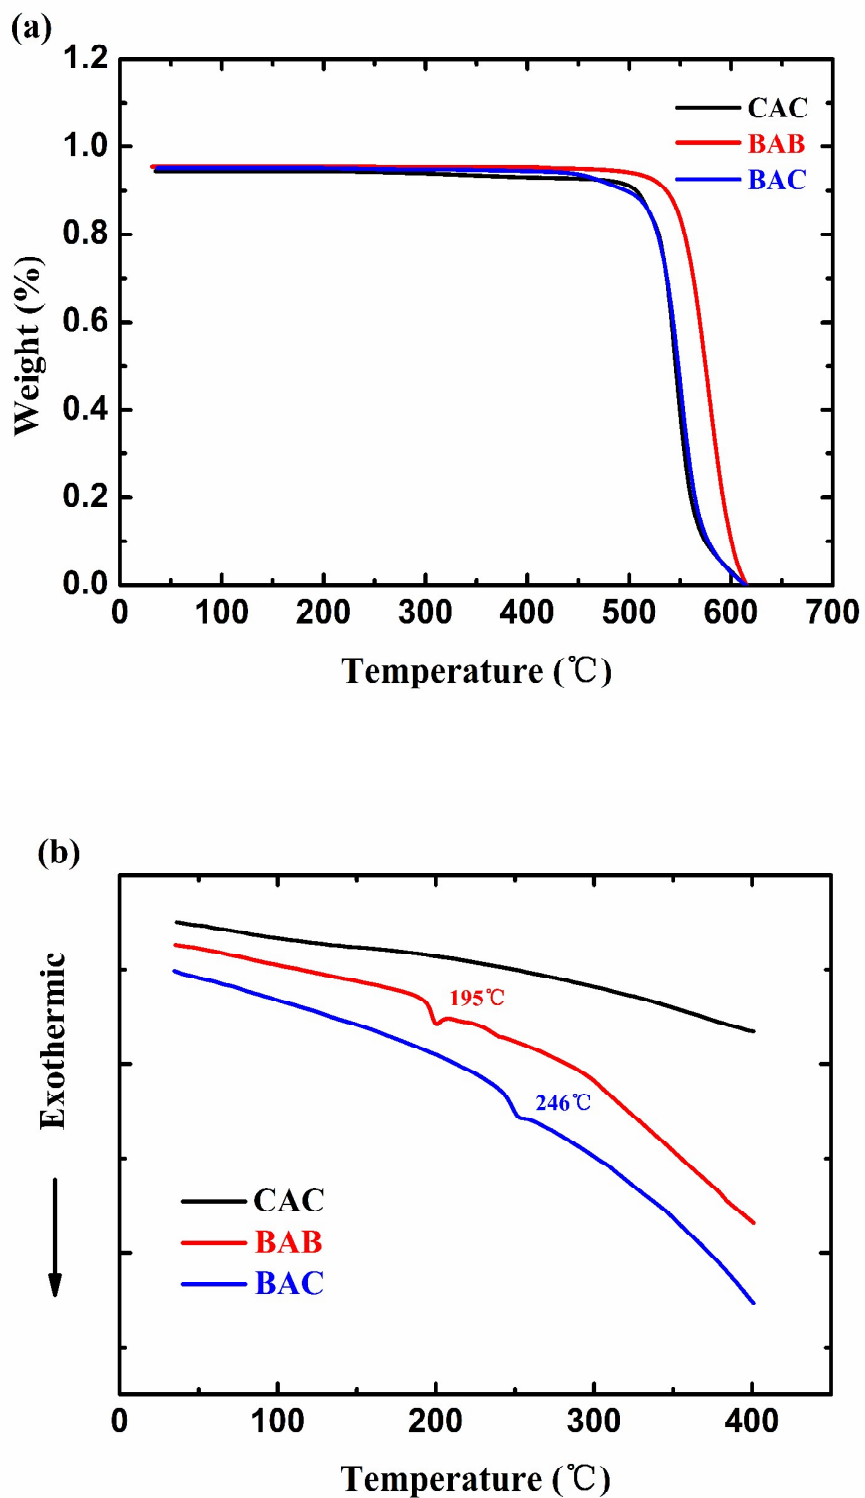 (a)
1.2
1.0
0.8
0.6
0.4
0.2
0.0
Weight (%)
CAC
BAB
BAC
0 100 200 300 400 500 600 700
Temperature (℃)
(b)
Exothermic
195℃
246℃
CAC
BAB
BAC
0 100 200 300 400
Temperature (℃)